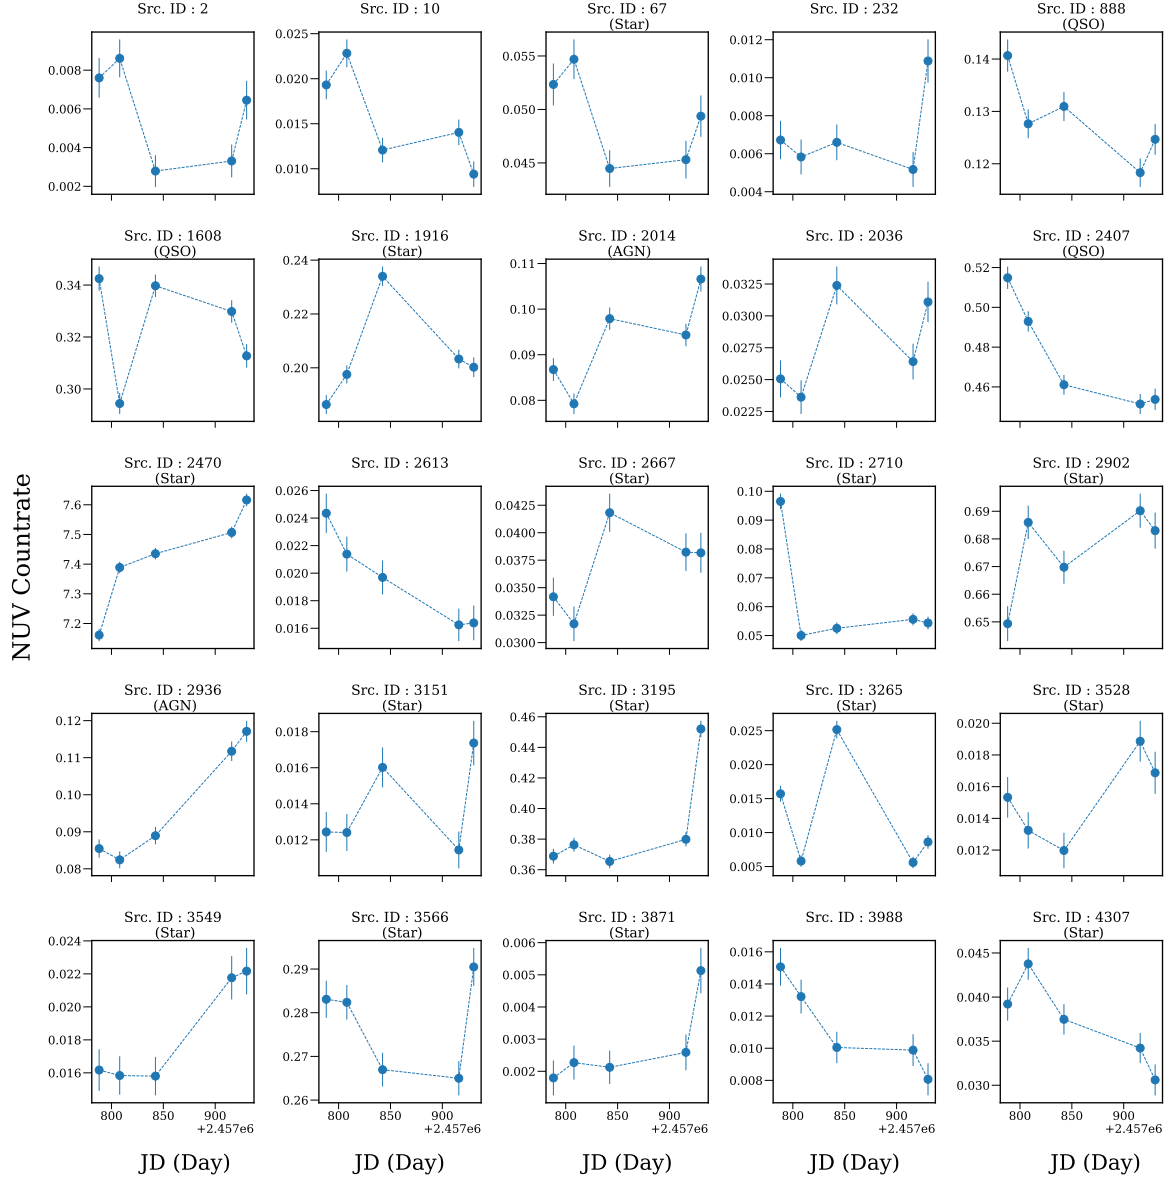 Src. ID : 2
0.008
0.006
0.004
0.002
Src. ID : 10
0.025
0.020
0.015
0.010
Src. ID : 67
(Star)
0.055
0.050
0.045
Src. ID : 232
0.012
0.010
0.008
0.006
0.004
Src. ID : 888
(QSO)
0.14
0.13
0.12
Src. ID : 1608
(QSO)
0.34
0.32
0.30
Src. ID : 1916
(Star)
0.24
0.22
0.20
Src. ID : 2014
(AGN)
0.11
0.10
0.09
0.08
Src. ID : 2036
0.0325
0.0300
0.0275
0.0250
0.0225
Src. ID : 2407
(QSO)
0.52
0.50
0.48
0.46
NUV Countrate
Src. ID : 2470
(Star)
7.6
7.5
7.4
7.3
7.2
Src. ID : 2613
0.026
0.024
0.022
0.020
0.018
0.016
Src. ID : 2667
(Star)
0.0425
0.0400
0.0375
0.0350
0.0325
0.0300
Src. ID : 2710
(Star)
0.10
0.09
0.08
0.07
0.06
0.05
Src. ID : 2902
(Star)
0.69
0.68
0.67
0.66
0.65
Src. ID : 2936
(AGN)
0.12
0.11
0.10
0.09
0.08
Src. ID : 3151
(Star)
0.018
0.016
0.014
0.012
Src. ID : 3195
(Star)
0.46
0.44
0.42
0.40
0.38
0.36
Src. ID : 3265
(Star)
0.025
0.020
0.015
0.010
0.005
Src. ID : 3528
(Star)
0.020
0.018
0.016
0.014
0.012
Src. ID : 3549
(Star)
0.024
0.022
0.020
0.018
0.016
800 850 900
+2.457e6
JD (Day)
Src. ID : 3566
(Star)
0.29
0.28
0.27
0.26
800 850 900
+2.457e6
JD (Day)
Src. ID : 3871
(Star)
0.006
0.005
0.004
0.003
0.002
800 850 900
+2.457e6
JD (Day)
Src. ID : 3988
0.016
0.014
0.012
0.010
0.008
800 850 900
+2.457e6
JD (Day)
Src. ID : 4307
(Star)
0.045
0.040
0.035
0.030
800 850 900
+2.457e6
JD (Day)